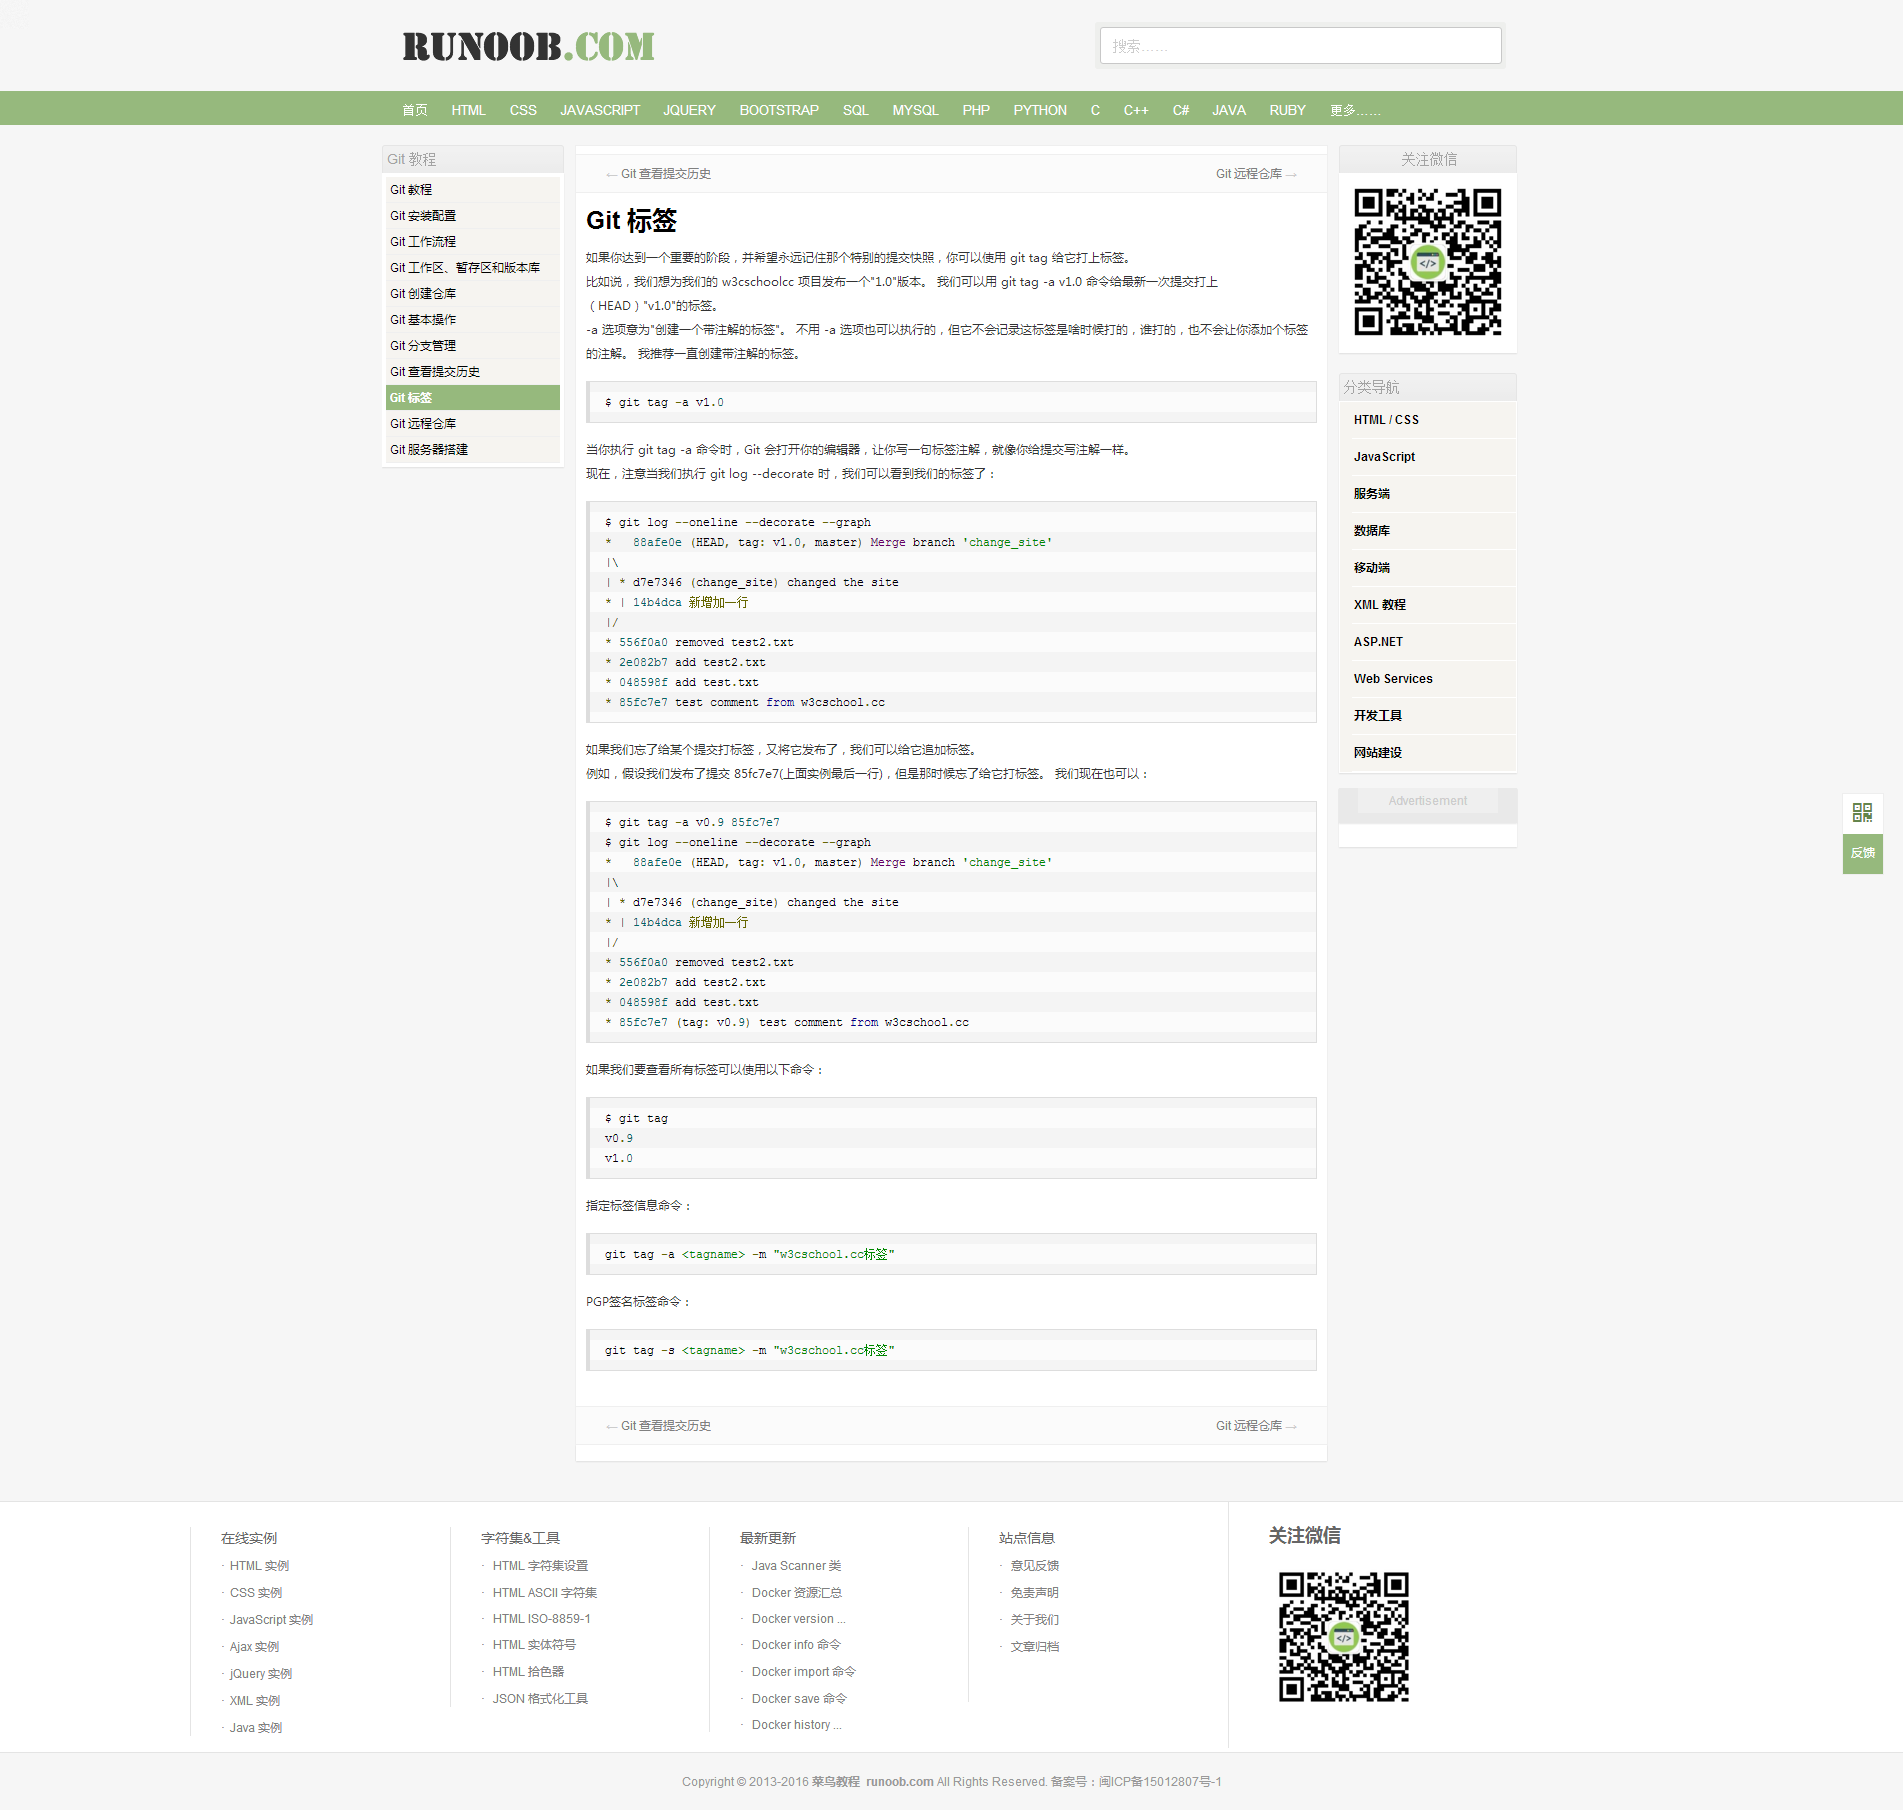 RUNOOB.COM
搜索……
首页 HTML CSS JAVASCRIPT JQUERY BOOTSTRAP SQL MYSQL PHP PYTHON C C++ C# JAVA RUBY 更多……
Git 教程
Git 教程
Git 安装配置
Git 工作流程
Git 工作区、暂存区和版本库
Git 创建仓库
Git 基本操作
Git 分支管理
Git 查看提交历史
Git 标签
Git 远程仓库
Git 服务器搭建
← Git 查看提交历史
Git 远程仓库 →
Git 标签
如果你达到一个重要的阶段，并希望永远记住那个特别的提交快照，你可以使用 git tag 给它打上标签。
比如说，我们想为我们的 w3cschoolcc 项目发布一个"1.0"版本。 我们可以用 git tag -a v1.0 命令给最新一次提交打上
（HEAD）"v1.0"的标签。
-a 选项意为"创建一个带注解的标签"。 不用 -a 选项也可以执行的，但它不会记录这标签是啥时候打的，谁打的，也不会让你添加个标签
的注解。 我推荐一直创建带注解的标签。
$ git tag -a v1.0
当你执行 git tag -a 命令时，Git 会打开你的编辑器，让你写一句标签注解，就像你给提交写注解一样。
现在，注意当我们执行 git log --decorate 时，我们可以看到我们的标签了：
$ git log --oneline --decorate --graph
*   88afe0e (HEAD, tag: v1.0, master) Merge branch 'change_site'
|\
| * d7e7346 (change_site) changed the site
* | 14b4dca 新增加一行
|/
* 556f0a0 removed test2.txt
* 2e082b7 add test2.txt
* 048598f add test.txt
* 85fc7e7 test comment from w3cschool.cc
如果我们忘了给某个提交打标签，又将它发布了，我们可以给它追加标签。
例如，假设我们发布了提交 85fc7e7(上面实例最后一行)，但是那时候忘了给它打标签。 我们现在也可以：
$ git tag -a v0.9 85fc7e7
$ git log --oneline --decorate --graph
*   88afe0e (HEAD, tag: v1.0, master) Merge branch 'change_site'
|\
| * d7e7346 (change_site) changed the site
* | 14b4dca 新增加一行
|/
* 556f0a0 removed test2.txt
* 2e082b7 add test2.txt
* 048598f add test.txt
* 85fc7e7 (tag: v0.9) test comment from w3cschool.cc
如果我们要查看所有标签可以使用以下命令：
$ git tag
v0.9
v1.0
指定标签信息命令：
git tag -a <tagname> -m "w3cschool.cc标签"
PGP签名标签命令：
git tag -s <tagname> -m "w3cschool.cc标签"
← Git 查看提交历史
Git 远程仓库 →
关注微信
分类导航
HTML / CSS
JavaScript
服务端
数据库
移动端
XML 教程
ASP.NET
Web Services
开发工具
网站建设
Advertisement
反馈
在线实例
· HTML 实例
· CSS 实例
· JavaScript 实例
· Ajax 实例
· jQuery 实例
· XML 实例
· Java 实例
字符集&工具
· HTML 字符集设置
· HTML ASCII 字符集
· HTML ISO-8859-1
· HTML 实体符号
· HTML 拾色器
· JSON 格式化工具
最新更新
· Java Scanner 类
· Docker 资源汇总
· Docker version ...
· Docker info 命令
· Docker import 命令
· Docker save 命令
· Docker history ...
站点信息
· 意见反馈
· 免责声明
· 关于我们
· 文章归档
关注微信
Copyright © 2013-2016 菜鸟教程 runoob.com All Rights Reserved. 备案号：闽ICP备15012807号-1